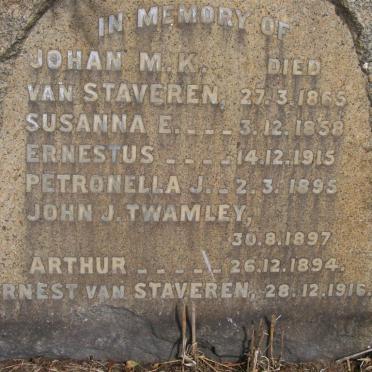 IN MEMORY OF
JOHAN M. K. DIED
VAN STAVEREN, 27.3.1865
SUSANNA E. _ _ _ 3.12.1858
ERNESTUS _ _ _ _ 14.12.1915
PETRONELLA J. _ _ 2.3.1895
JOHN J. TWAMLEY,
30.8.1897
ARTHUR _ _ _ _ _ 26.12.1894.
ERNEST VAN STAVEREN, 28.12.1916.